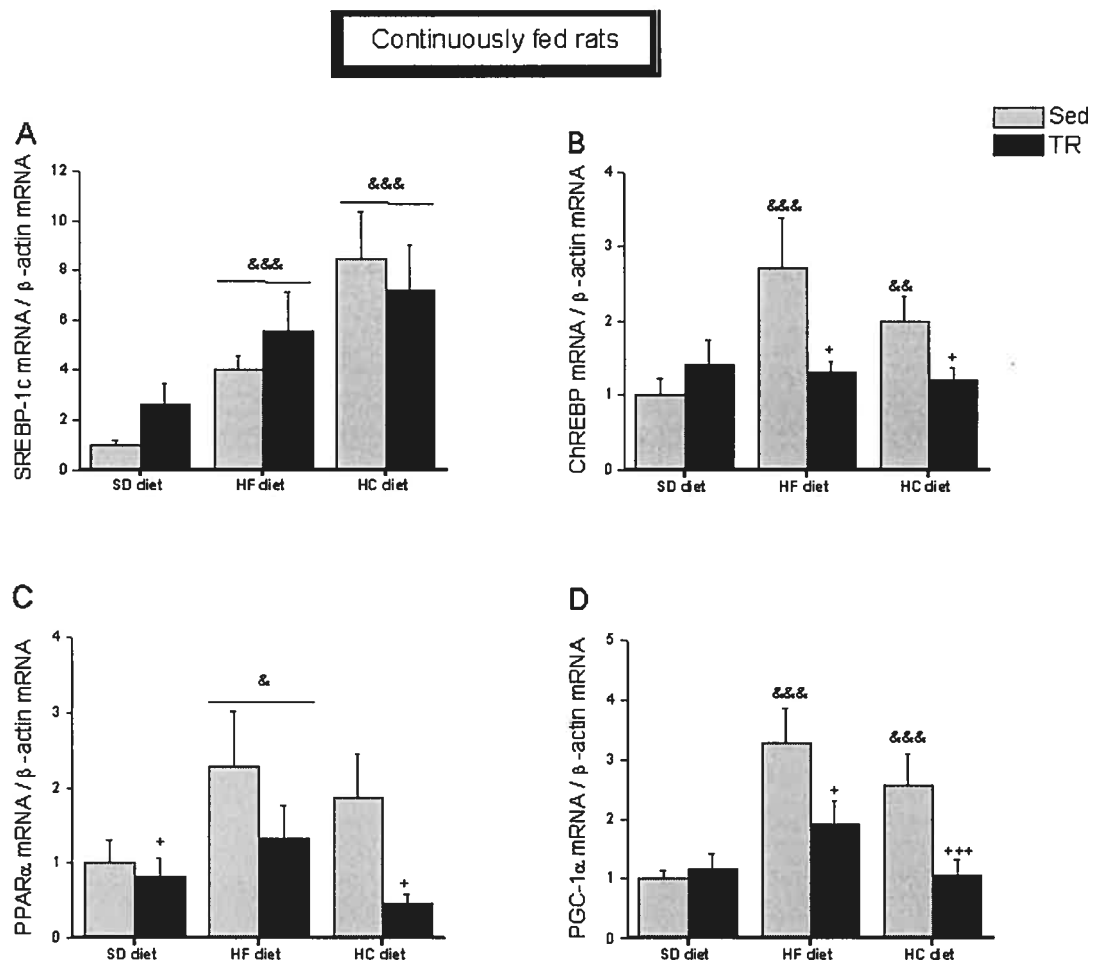 Continuously fed rats
Sed
TR
A
SREBP-1c mRNA / β-actin mRNA
12
10
8
6
4
2
0
&&&
&&&
SD diet HF diet HC diet
B
ChREBP mRNA / β-actin mRNA
4
3
2
1
0
&&&
&&
+
+
SD diet HF diet HC diet
C
PPARα mRNA / β-actin mRNA
4
3
2
1
0
&
+
+
SD diet HF diet HC diet
D
PGC-1α mRNA / β-actin mRNA
5
4
3
2
1
0
&&&
&&&
+
+++
SD diet HF diet HC diet